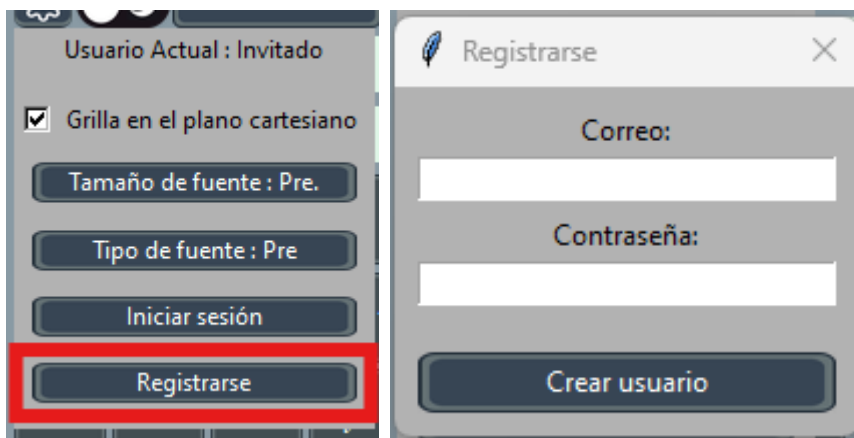 Usuario Actual : Invitado
Grilla en el plano cartesiano
Tamaño de fuente : Pre.
Tipo de fuente : Pre
Iniciar sesión
Registrarse
Registrarse
Correo:
Contraseña:
Crear usuario